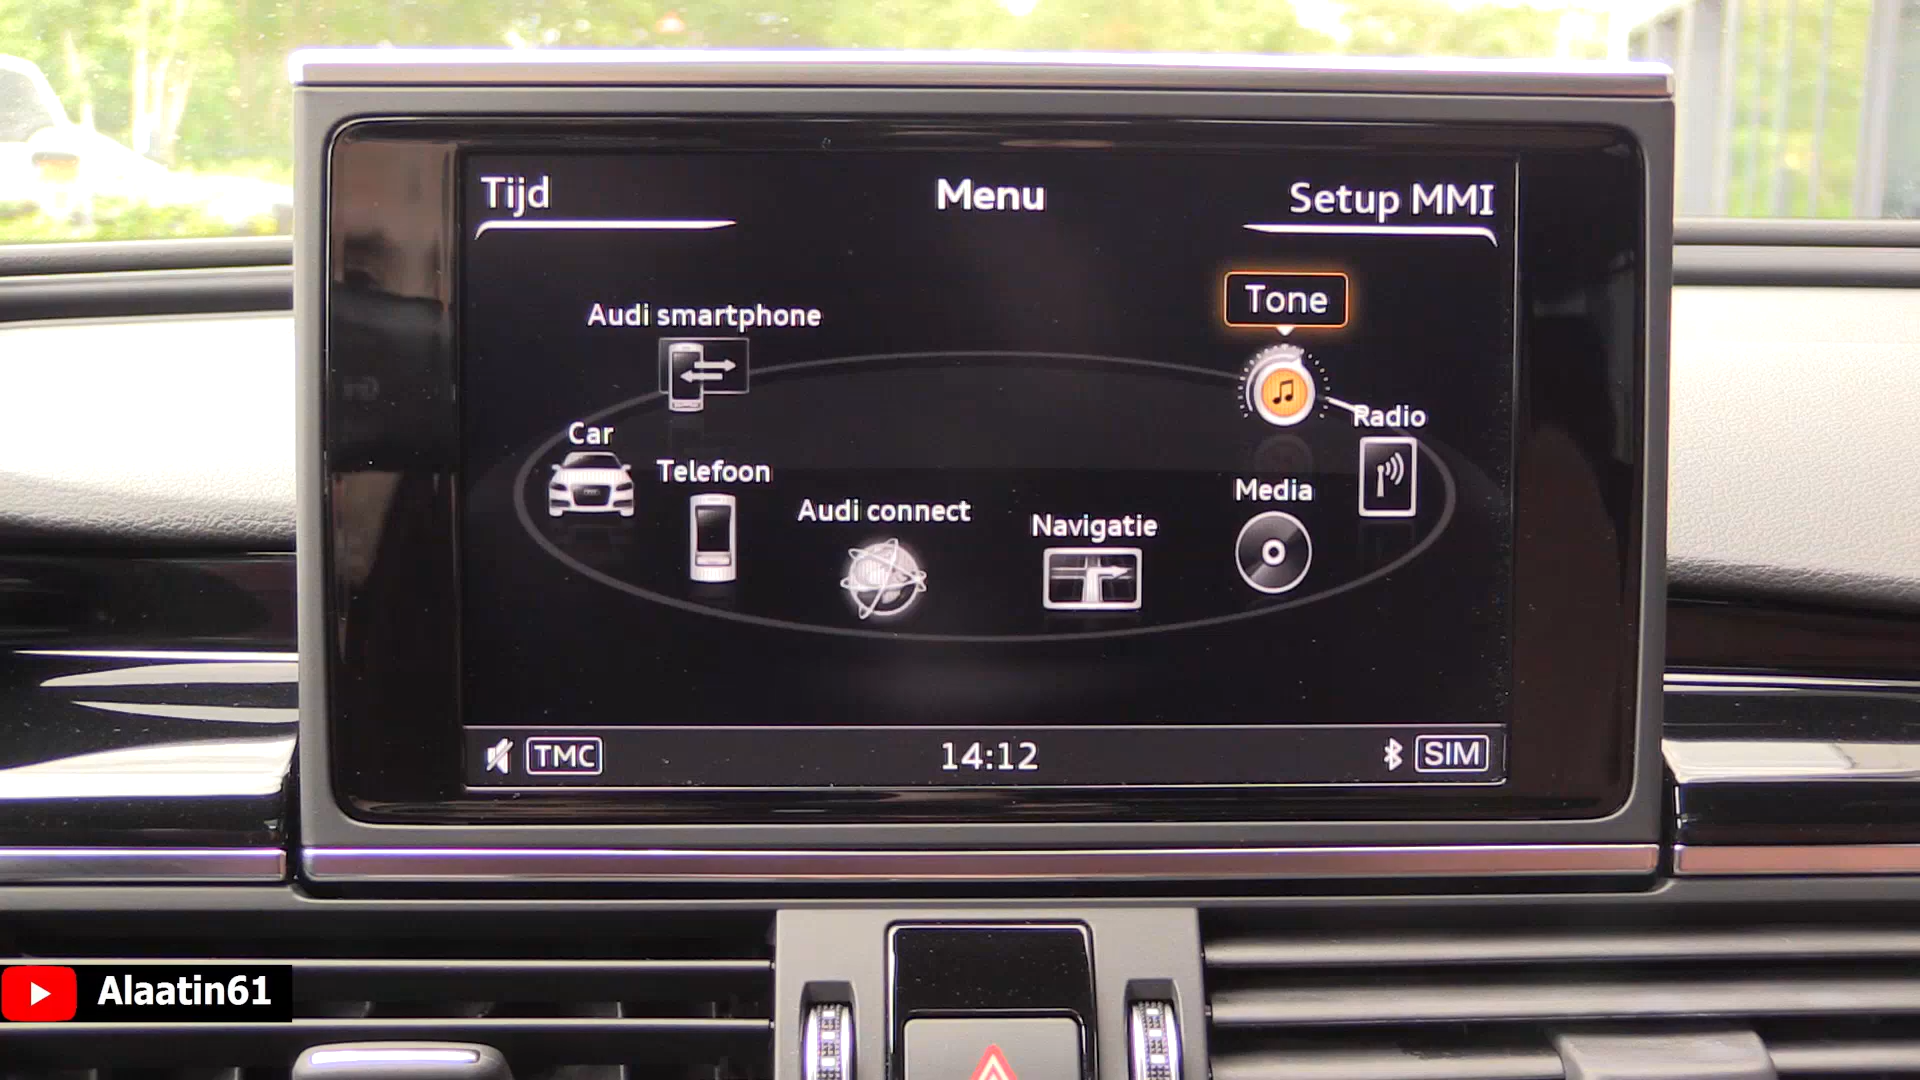 Tijd
Menu
Setup MMI
Tone
Audi smartphone
Radio
Car
Telefoon
Media
Audi connect
Navigatie
TMC
14:12
SIM
Alaatin61